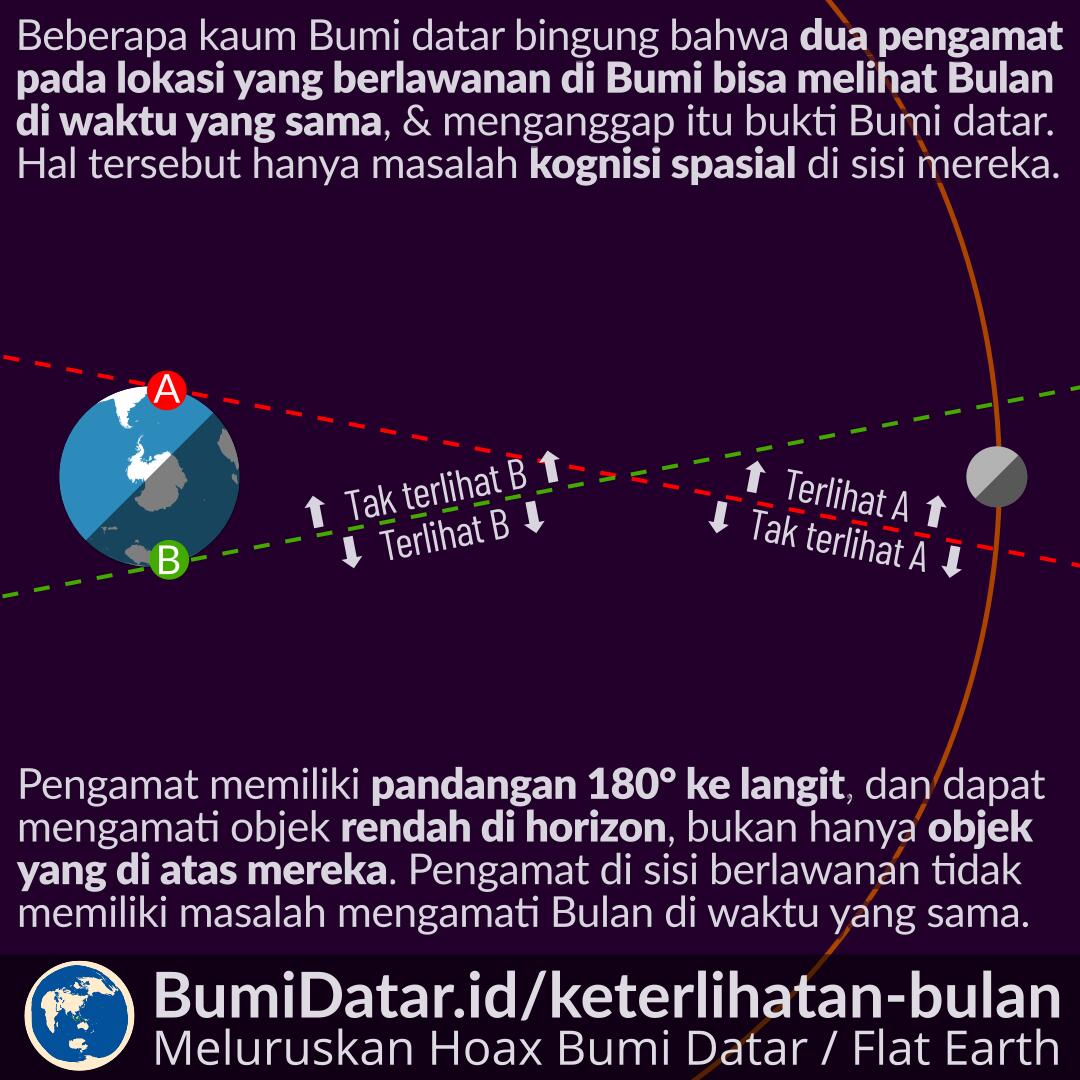 Beberapa kaum Bumi datar bingung bahwa dua pengamat
pada lokasi yang berlawanan di Bumi bisa melihat Bulan
di waktu yang sama, & menganggap itu bukti Bumi datar.
Hal tersebut hanya masalah kognisi spasial di sisi mereka.
A
Tak terlihat B
Terlihat B
Terlihat A
Tak terlihat A
B
Pengamat memiliki pandangan 180° ke langit, dan dapat
mengamati objek rendah di horizon, bukan hanya objek
yang di atas mereka. Pengamat di sisi berlawanan tidak
memiliki masalah mengamati Bulan di waktu yang sama.
BumiDatar.id/keterlihatan-bulan
Meluruskan Hoax Bumi Datar / Flat Earth